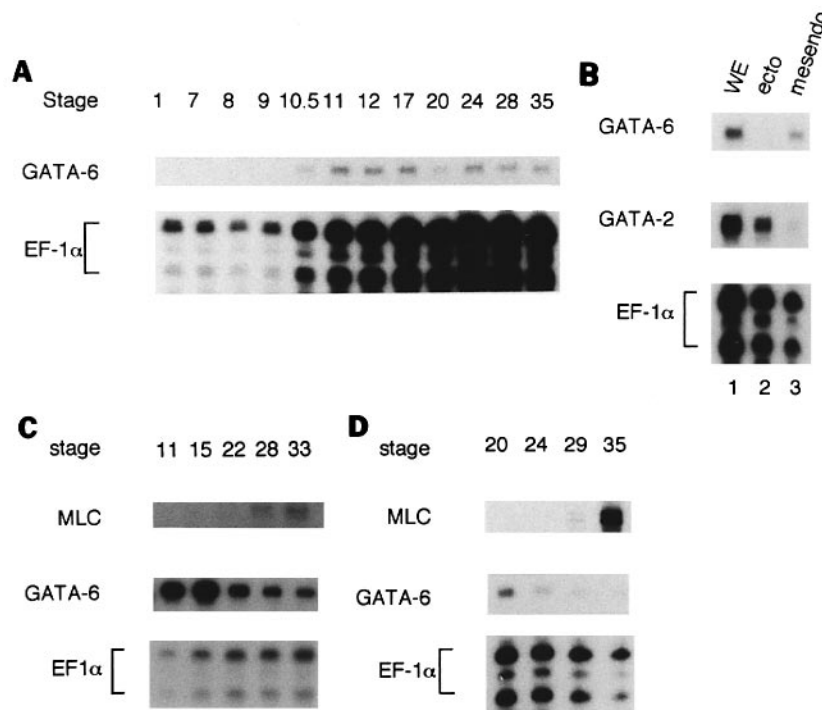 A
Stage 1 7 8 9 10.5 11 12 17 20 24 28 35
GATA-6
EF-1α
B
WE ecto mesendo
GATA-6
GATA-2
EF-1α
1 2 3
C
stage 11 15 22 28 33
MLC
GATA-6
EF1α
D
stage 20 24 29 35
MLC
GATA-6
EF-1α